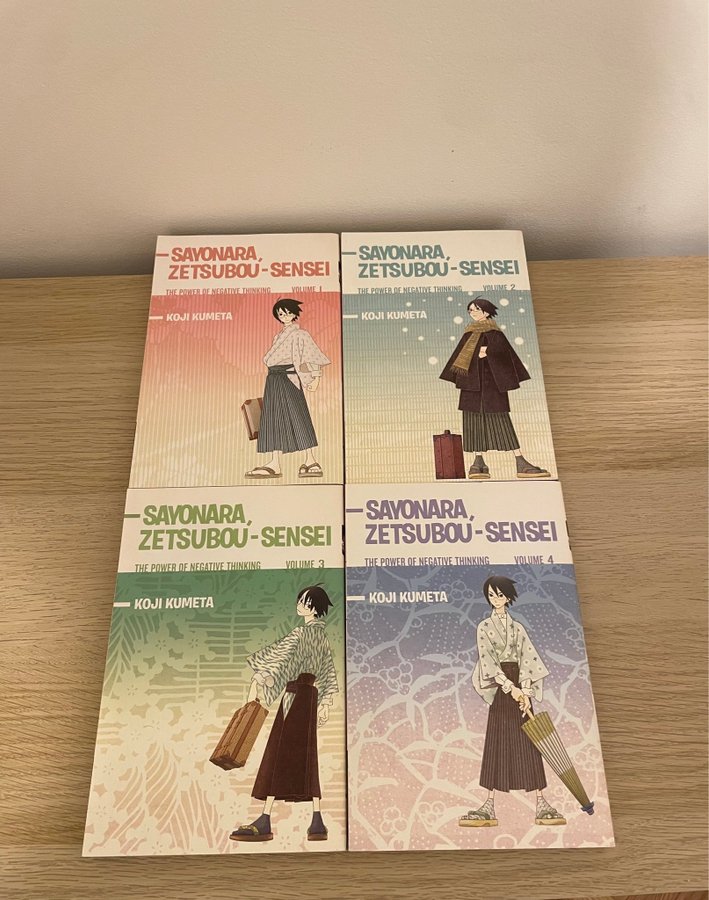 SAYONARA,
ZETSUBOU-SENSEI
THE POWER OF NEGATIVE THINKING VOLUME 1
KOJI KUMETA
SAYONARA,
ZETSUBOU-SENSEI
THE POWER OF NEGATIVE THINKING VOLUME 2
KOJI KUMETA
SAYONARA,
ZETSUBOU-SENSEI
THE POWER OF NEGATIVE THINKING VOLUME 3
KOJI KUMETA
SAYONARA,
ZETSUBOU-SENSEI
THE POWER OF NEGATIVE THINKING VOLUME 4
KOJI KUMETA